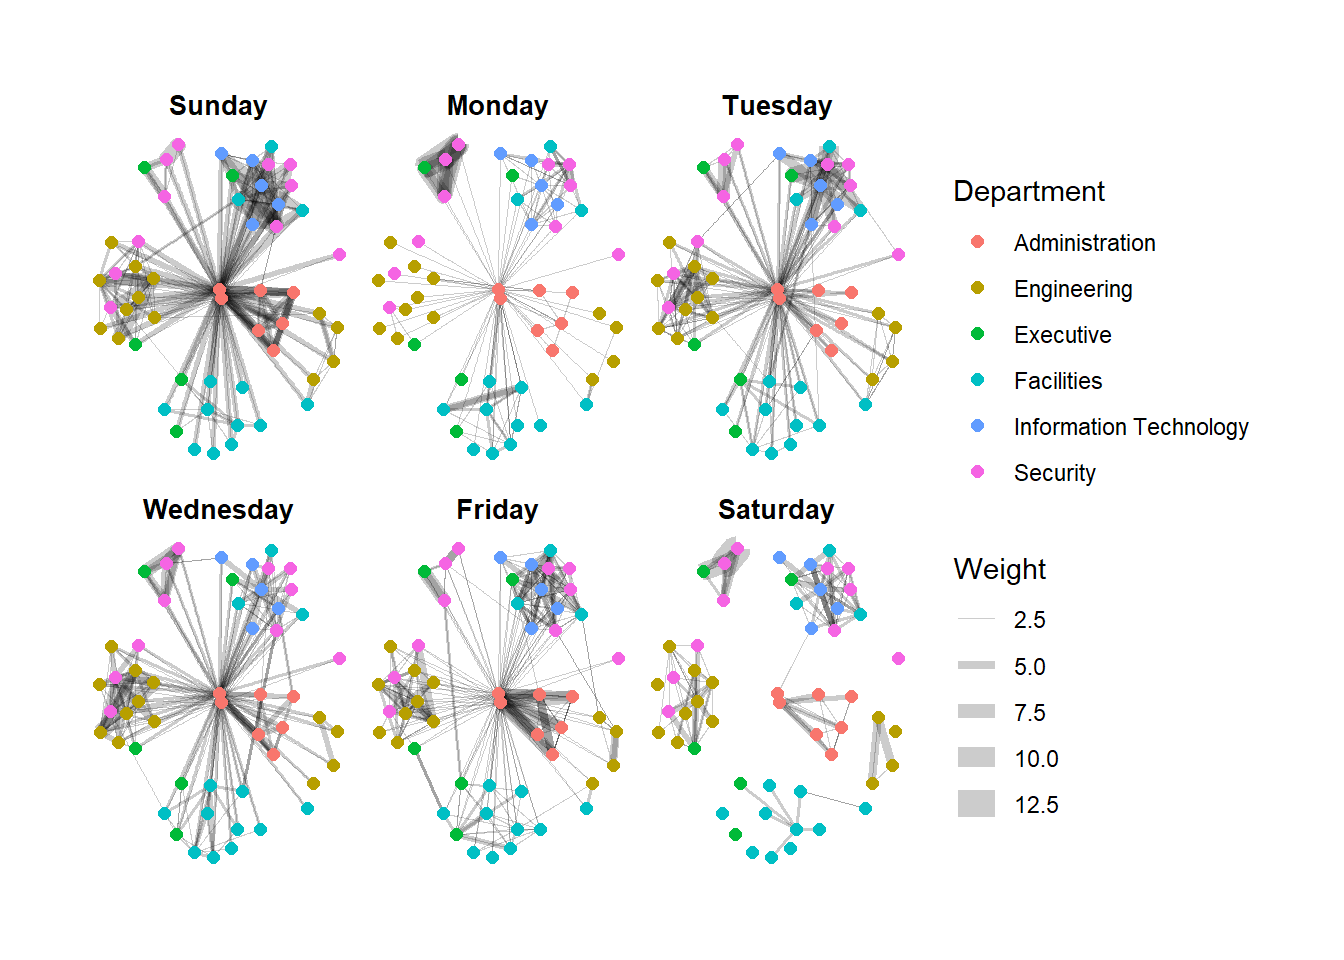 Sunday
Monday
Tuesday
Wednesday
Friday
Saturday
Department
Administration
Engineering
Executive
Facilities
Information Technology
Security
Weight
2.5
5.0
7.5
10.0
12.5